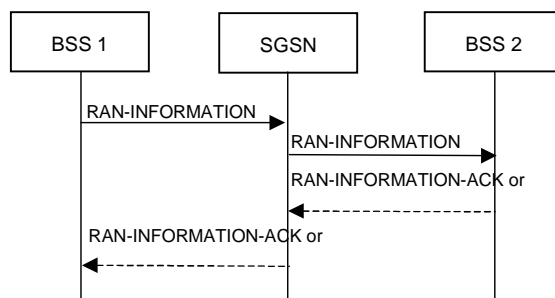 BSS 1
SGSN
BSS 2
RAN-INFORMATION
RAN-INFORMATION
RAN-INFORMATION-ACK or
RAN-INFORMATION-ACK or